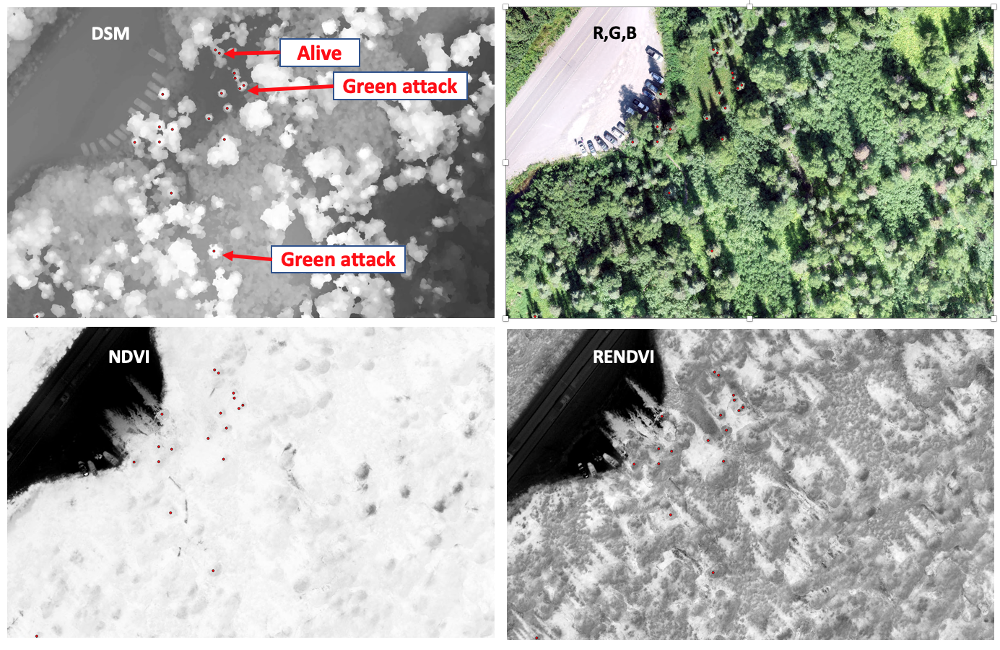 DSM
Alive
Green attack
Green attack
R,G,B
NDVI
RENDVI